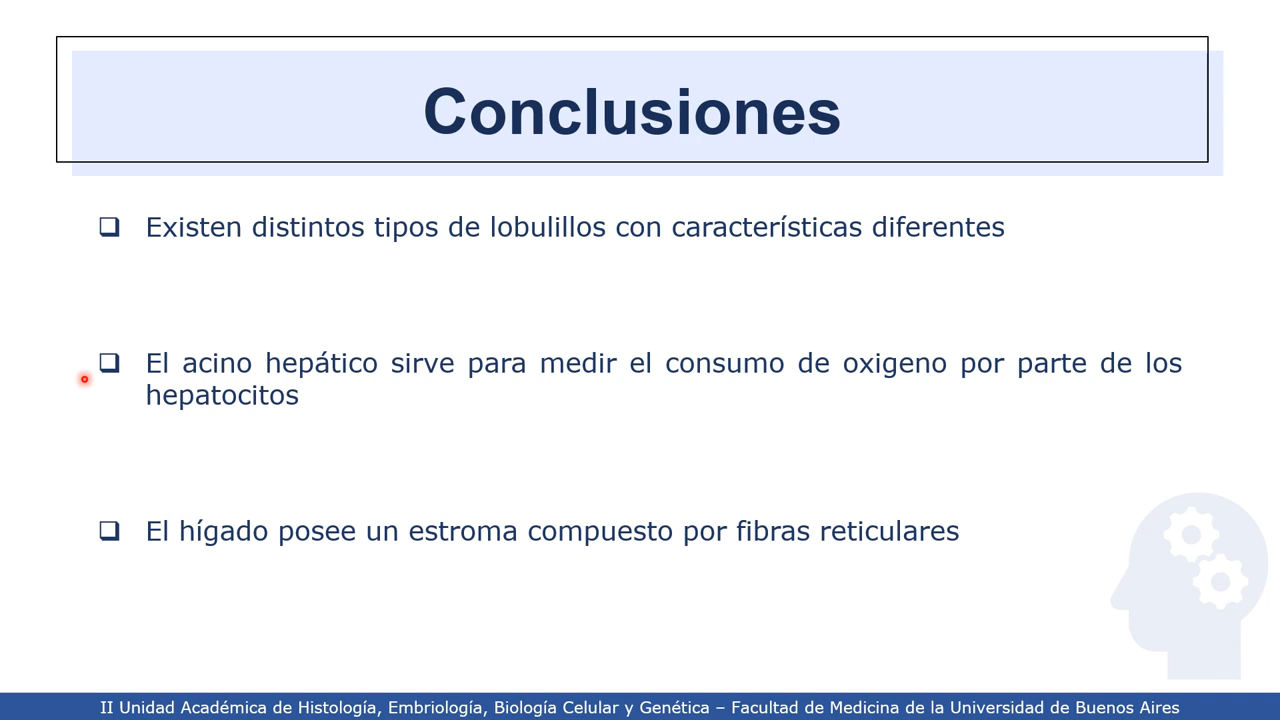 Conclusiones
Existen distintos tipos de lobulillos con características diferentes
El acino hepático sirve para medir el consumo de oxigeno por parte de los
hepatocitos
El hígado posee un estroma compuesto por fibras reticulares
II Unidad Académica de Histología, Embriología, Biología Celular y Genética – Facultad de Medicina de la Universidad de Buenos Aires